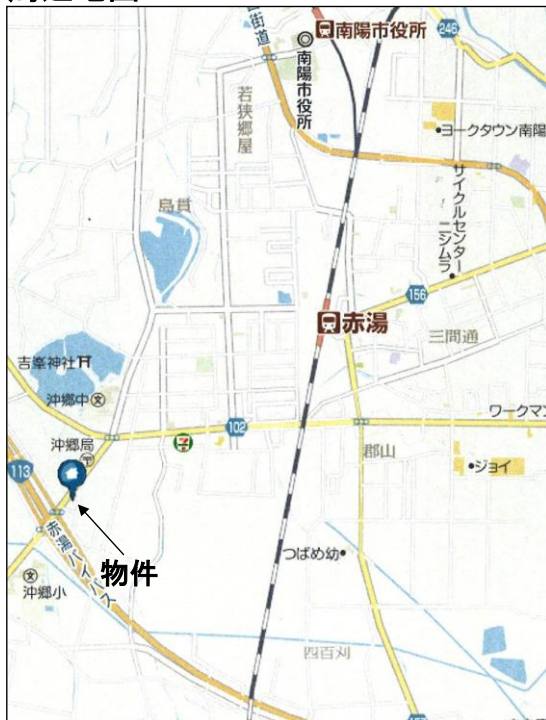 南陽市役所
246
街道
南陽市役所
若狭郷屋
ヨークタウン南陽
サイクルセンター
ニシムラ
島貫
156
赤湯
三間通
吉峯神社
沖郷中
文
ワークマン
102
沖郷局
郡山
ジョイ
113
赤湯バイパス
物件
つばめ幼
文
沖郷小
四百刈